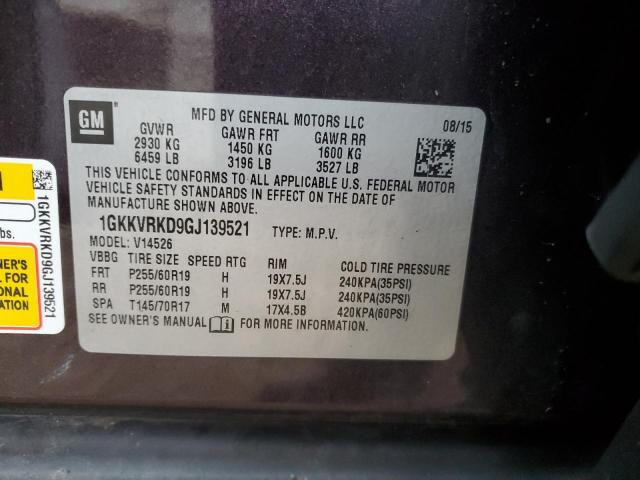 GM
MFD BY GENERAL MOTORS LLC
08/15
GVWR GAWR FRT GAWR RR
2930 KG 1450 KG 1600 KG
6459 LB 3196 LB 3527 LB
THIS VEHICLE CONFORMS TO ALL APPLICABLE U.S. FEDERAL MOTOR
VEHICLE SAFETY STANDARDS IN EFFECT ON THE DATE OF
MANUFACTURE SHOWN ABOVE.
1GKKVRKD9GJ139521 TYPE: M.P.V.
MODEL: V14526
VBBG TIRE SIZE SPEED RTG RIM COLD TIRE PRESSURE
FRT P255/60R19 H 19X7.5J 240KPA(35PSI)
RR P255/60R19 H 19X7.5J 240KPA(35PSI)
SPA T145/70R17 M 17X4.5B 420KPA(60PSI)
SEE OWNER'S MANUAL FOR MORE INFORMATION.
1GKKVRKD9GJ139521
lbs.
OWNER'S
FOR